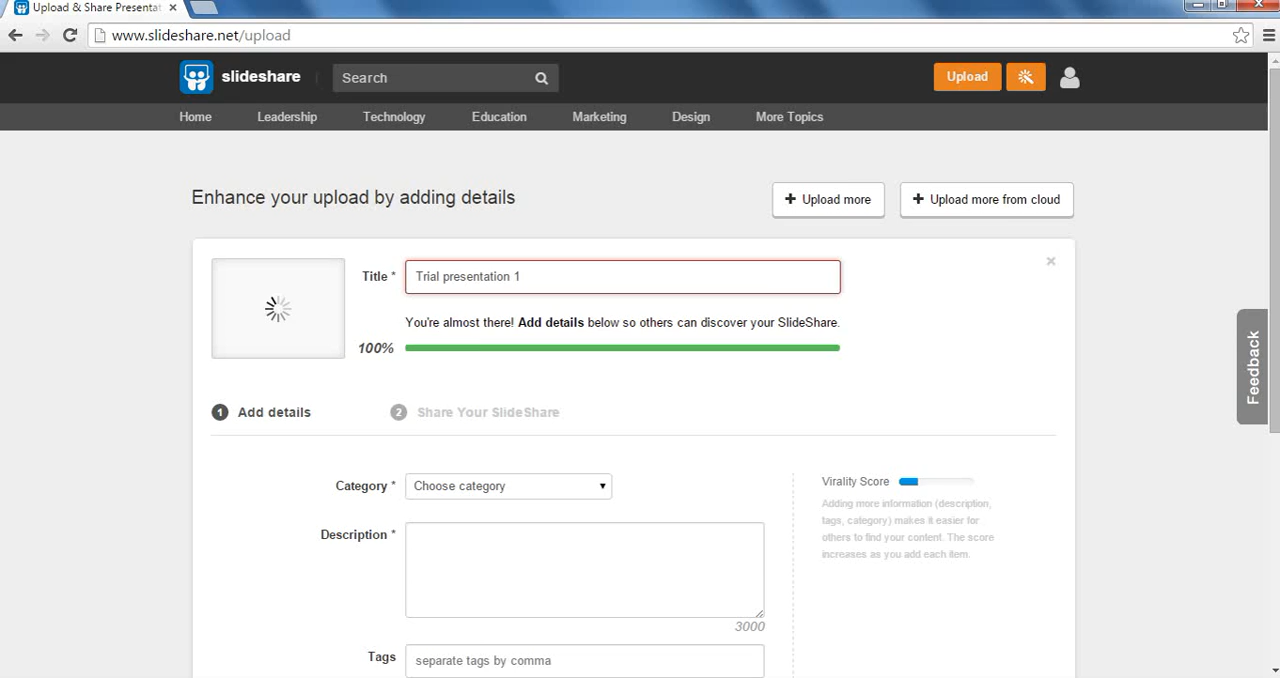 Upload & Share Presentat
www.slideshare.net/upload
slideshare
Search
Upload
Home Leadership Technology Education Marketing Design More Topics
Enhance your upload by adding details
+ Upload more
+ Upload more from cloud
Title *
Trial presentation 1
You're almost there! Add details below so others can discover your SlideShare.
100%
1 Add details
2 Share Your SlideShare
Category *
Choose category
Virality Score
Adding more information (description,
tags, category) makes it easier for
others to find your content. The score
increases as you add each item.
Description *
3000
Tags
separate tags by comma
Feedback